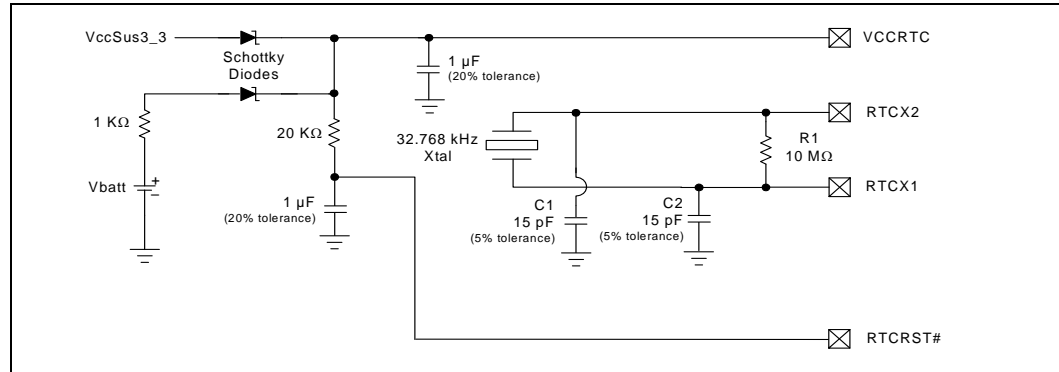 VccSus3_3
Schottky
Diodes
1 µF
(20% tolerance)
VCCRTC
1 KΩ
20 KΩ
32.768 kHz
Xtal
RTCX2
R1
10 MΩ
RTCX1
Vbatt
+
–
1 µF
(20% tolerance)
C1
15 pF
(5% tolerance)
C2
15 pF
(5% tolerance)
RTCRST#